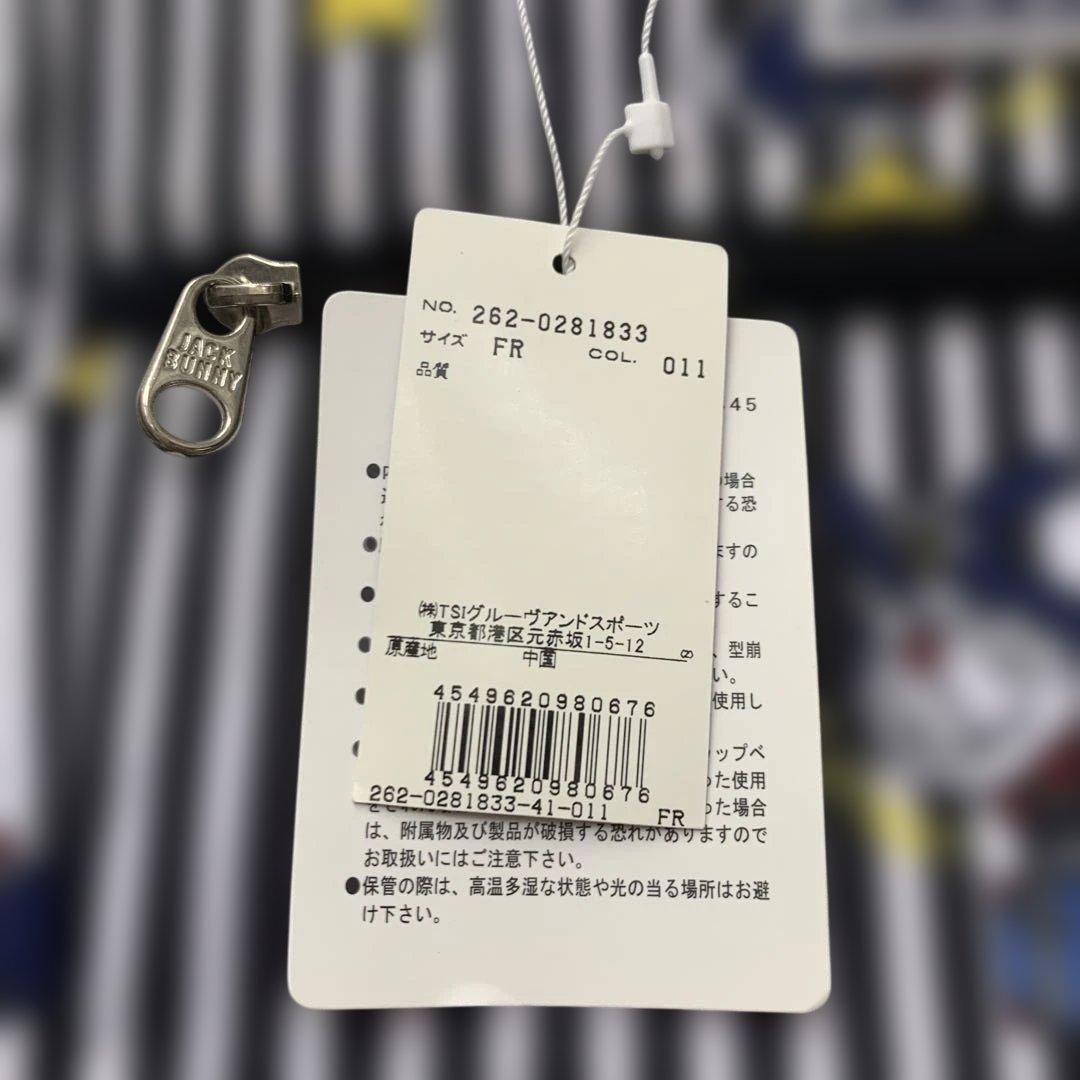 JACK
BUNNY
NO. 262-0281833
サイズ FR COL. 011
品質
45
場合
る恐
ますの
するこ
、型崩
い。
使用し
㈱TSIグルーヴアンドスポーツ
東京都港区元赤坂1-5-12
原産地 中国
4549620980676
4549620980676
262-0281833-41-011 FR
ップベ
った使用
った場合
は、附属物及び製品が破損する恐れがありますので
お取扱いにはご注意下さい。
●保管の際は、高温多湿な状態や光の当る場所はお避
け下さい。